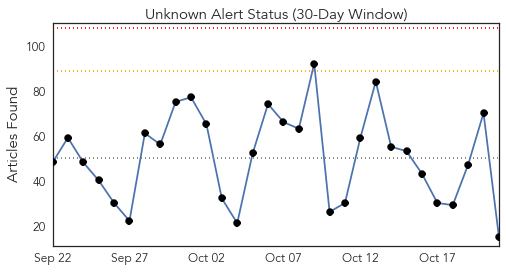 Unknown Alert Status (30-Day Window)
Articles Found
100
80
60
40
20
Sep 22
Sep 27
Oct 02
Oct 07
Oct 12
Oct 17